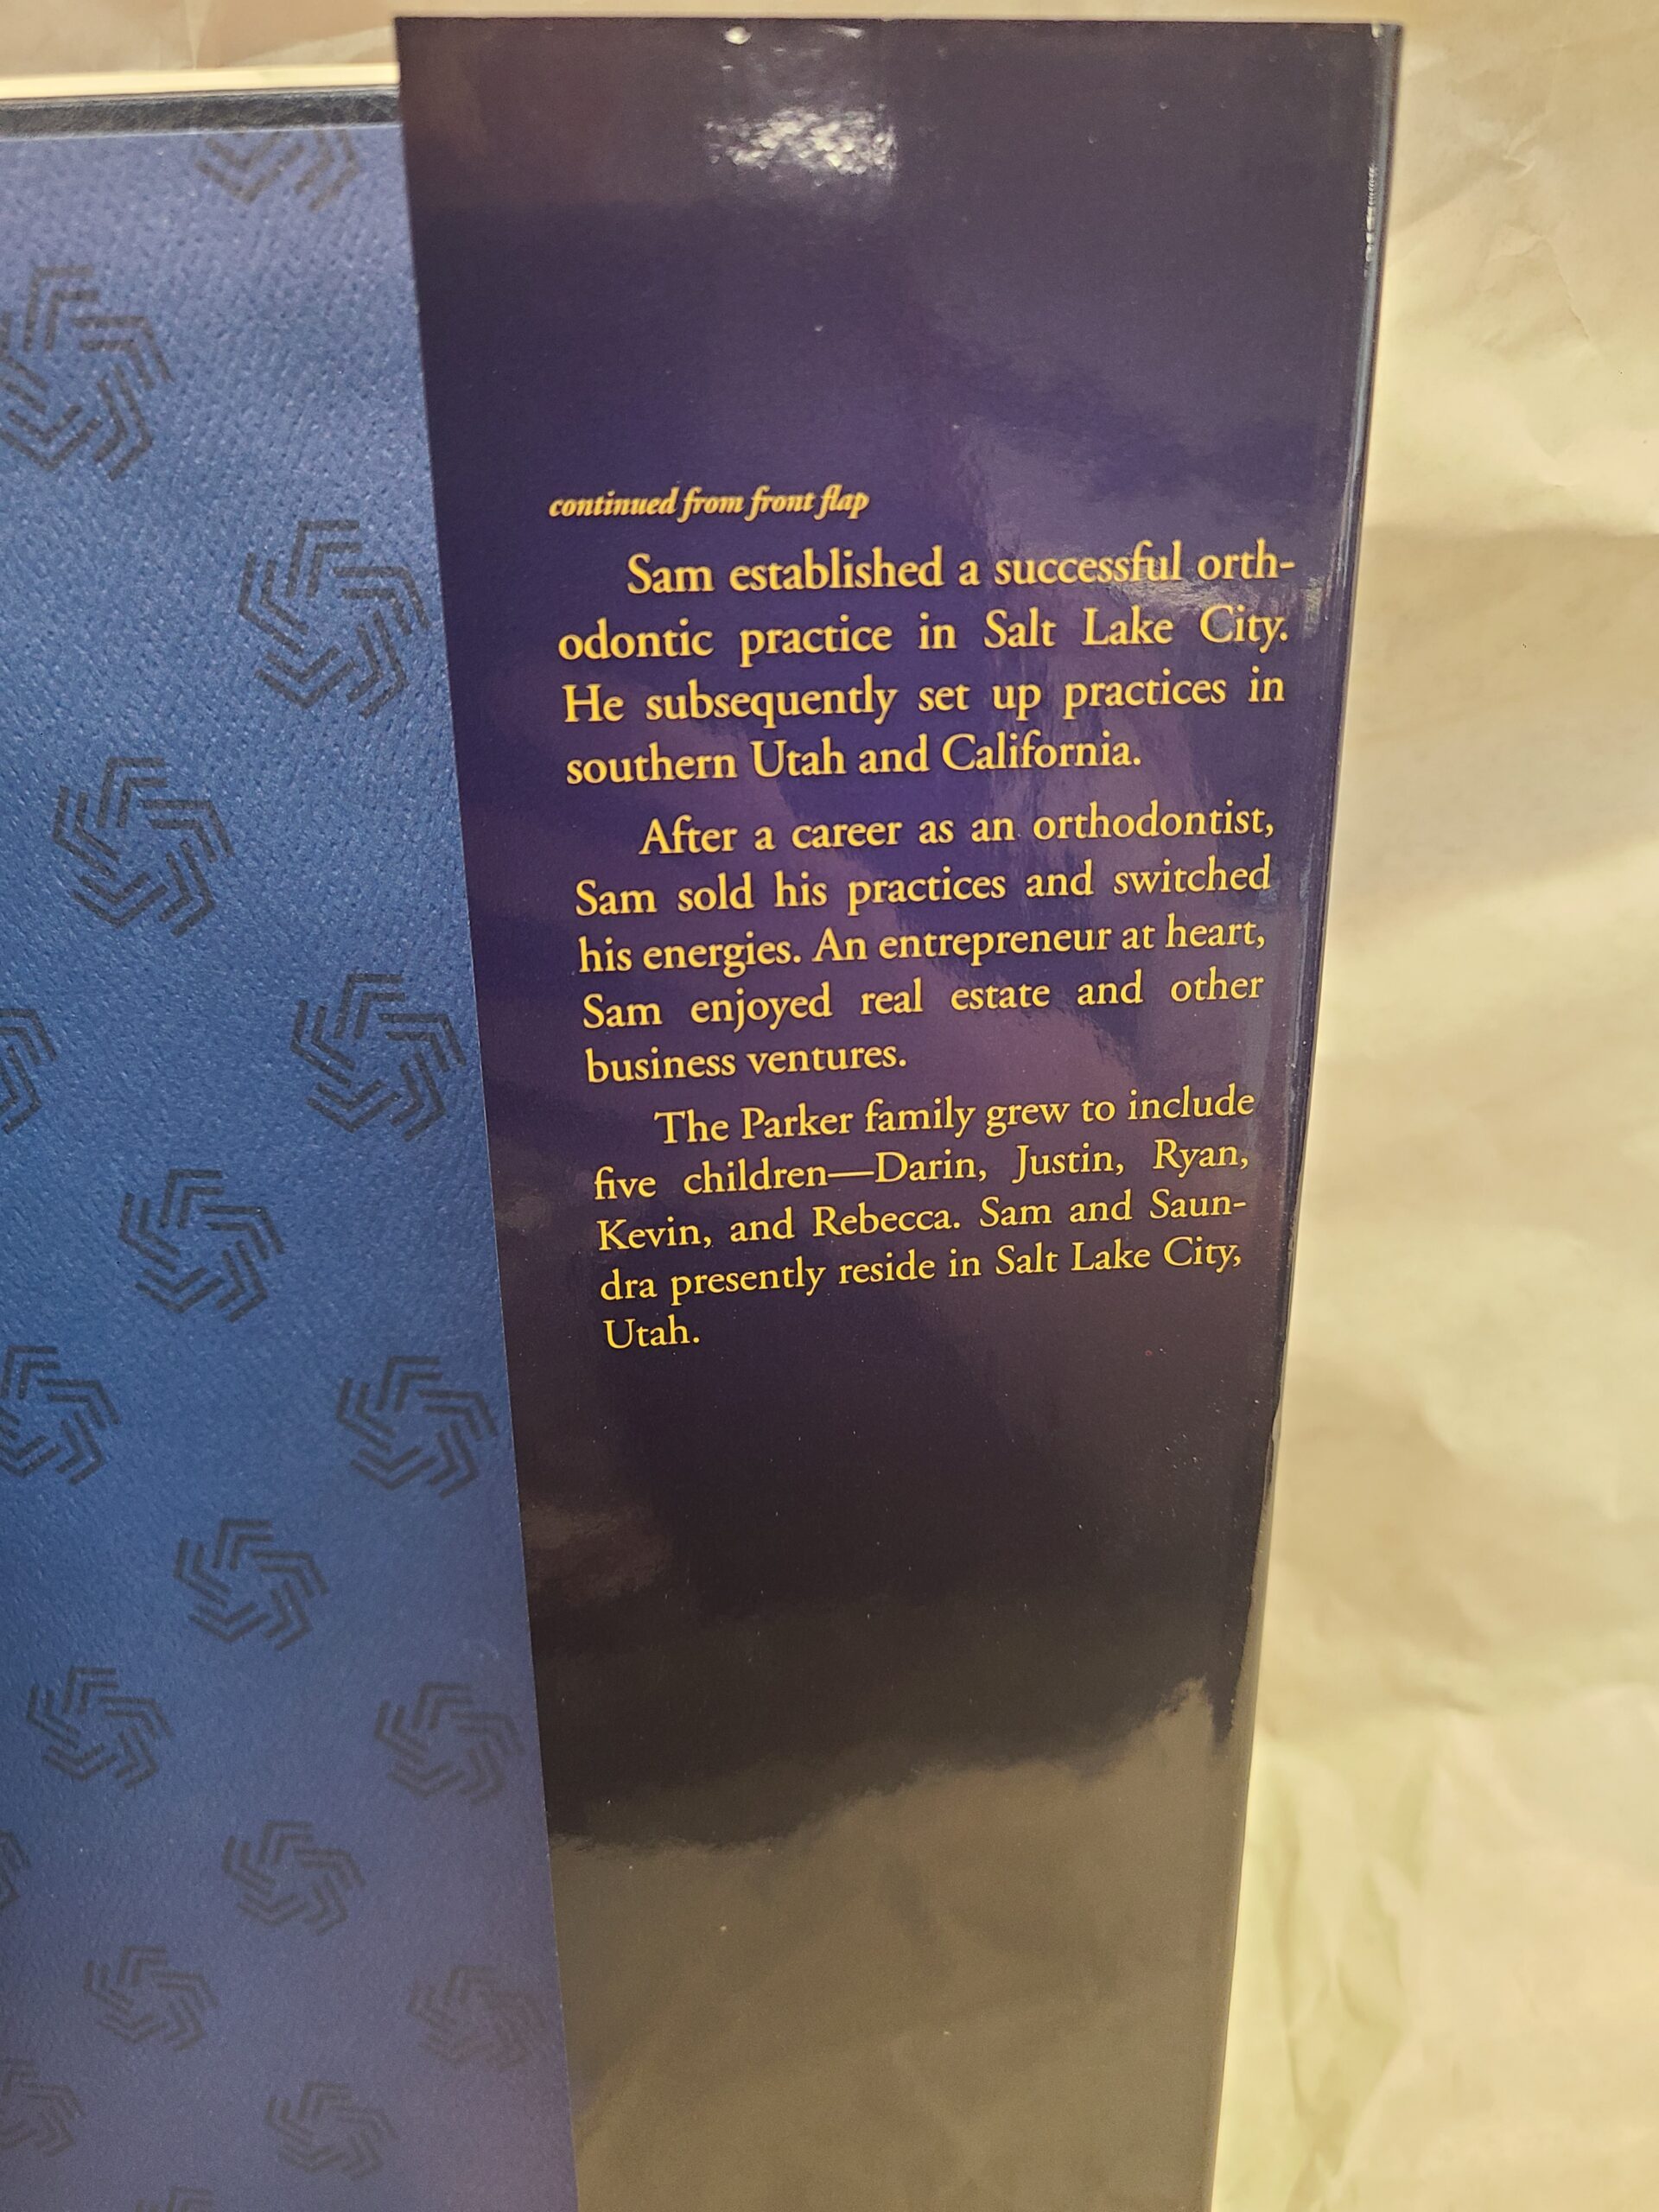 continued from front flap
Sam established a successful orth-
odontic practice in Salt Lake City.
He subsequently set up practices in
southern Utah and California.
After a career as an orthodontist,
Sam sold his practices and switched
his energies. An entrepreneur at heart,
Sam enjoyed real estate and other
business ventures.
The Parker family grew to include
five children—Darin, Justin, Ryan,
Kevin, and Rebecca. Sam and Saun-
dra presently reside in Salt Lake City,
Utah.